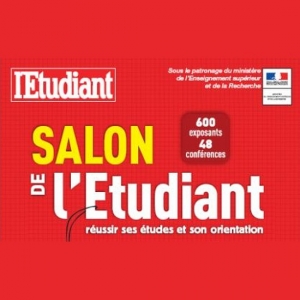 l'Etudiant
Sous le patronage du ministère
de l'Enseignement supérieur
et de la Recherche
600
exposants
48
conférences
SALON
DE l'Etudiant
réussir ses études et son orientation